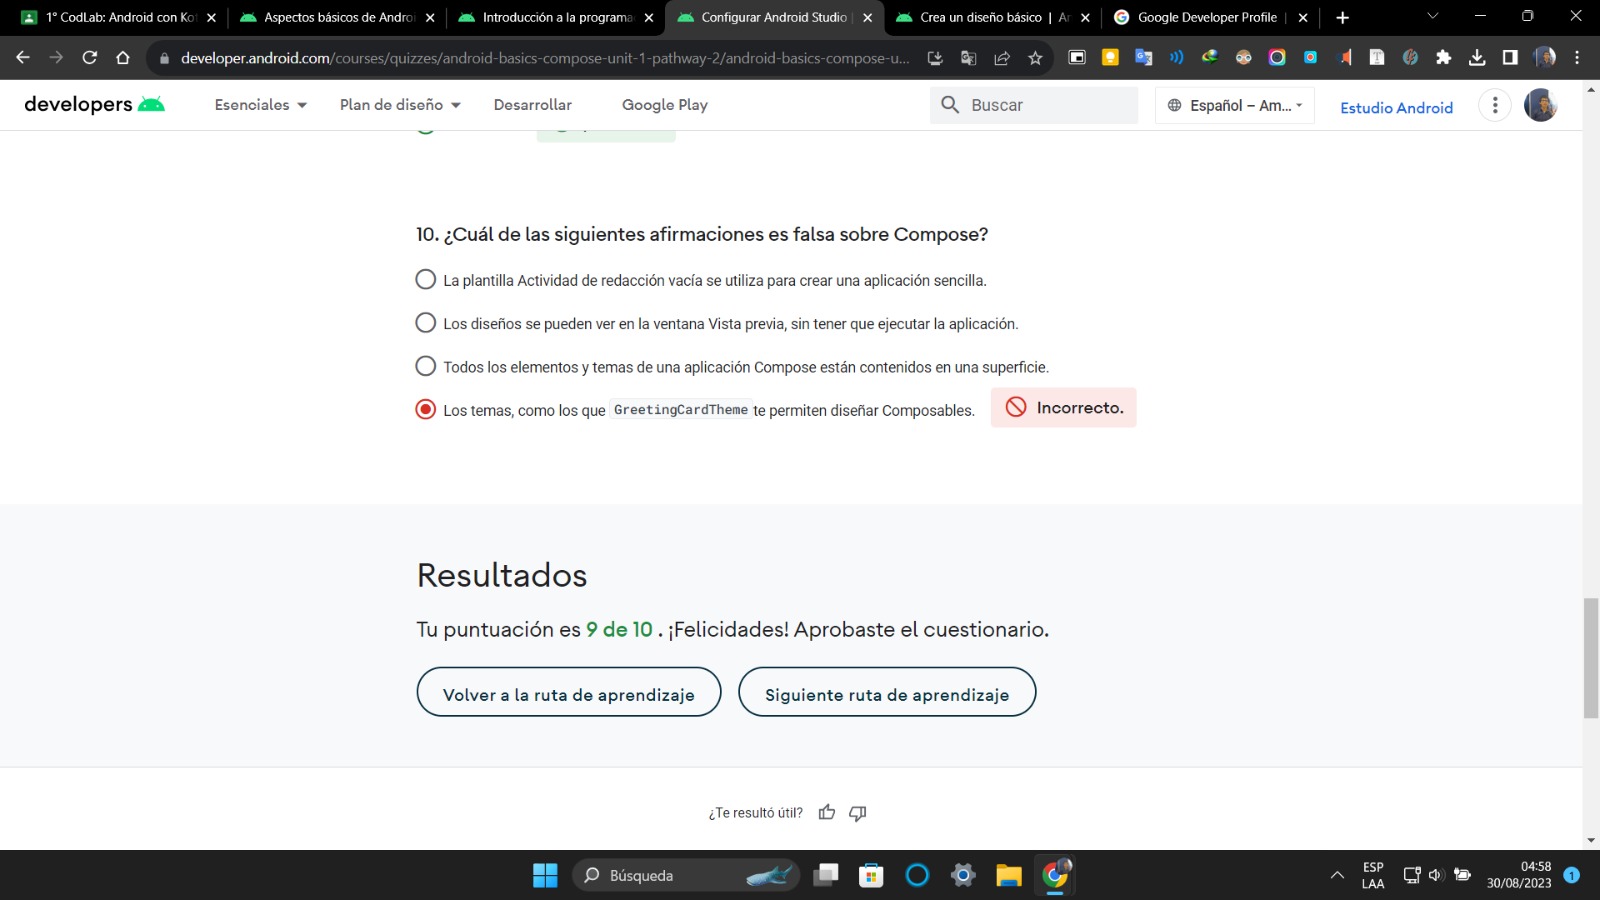 1° CodLab: Android con Ko
Aspectos básicos de Androi
Introducción a la programa
Configurar Android Studio
Crea un diseño básico | Ar
Google Developer Profile
developer.android.com/courses/quizzes/android-basics-compose-unit-1-pathway-2/android-basics-compose-u...
developers
Esenciales
Plan de diseño
Desarrollar
Google Play
Buscar
Español – Am...
Estudio Android
10. ¿Cuál de las siguientes afirmaciones es falsa sobre Compose?
La plantilla Actividad de redacción vacía se utiliza para crear una aplicación sencilla.
Los diseños se pueden ver en la ventana Vista previa, sin tener que ejecutar la aplicación.
Todos los elementos y temas de una aplicación Compose están contenidos en una superficie.
Los temas, como los que GreetingCardTheme te permiten diseñar Composables.
Incorrecto.
Resultados
Tu puntuación es 9 de 10 . ¡Felicidades! Aprobaste el cuestionario.
Volver a la ruta de aprendizaje
Siguiente ruta de aprendizaje
¿Te resultó útil?
Búsqueda
ESP
LAA
04:58
30/08/2023
1